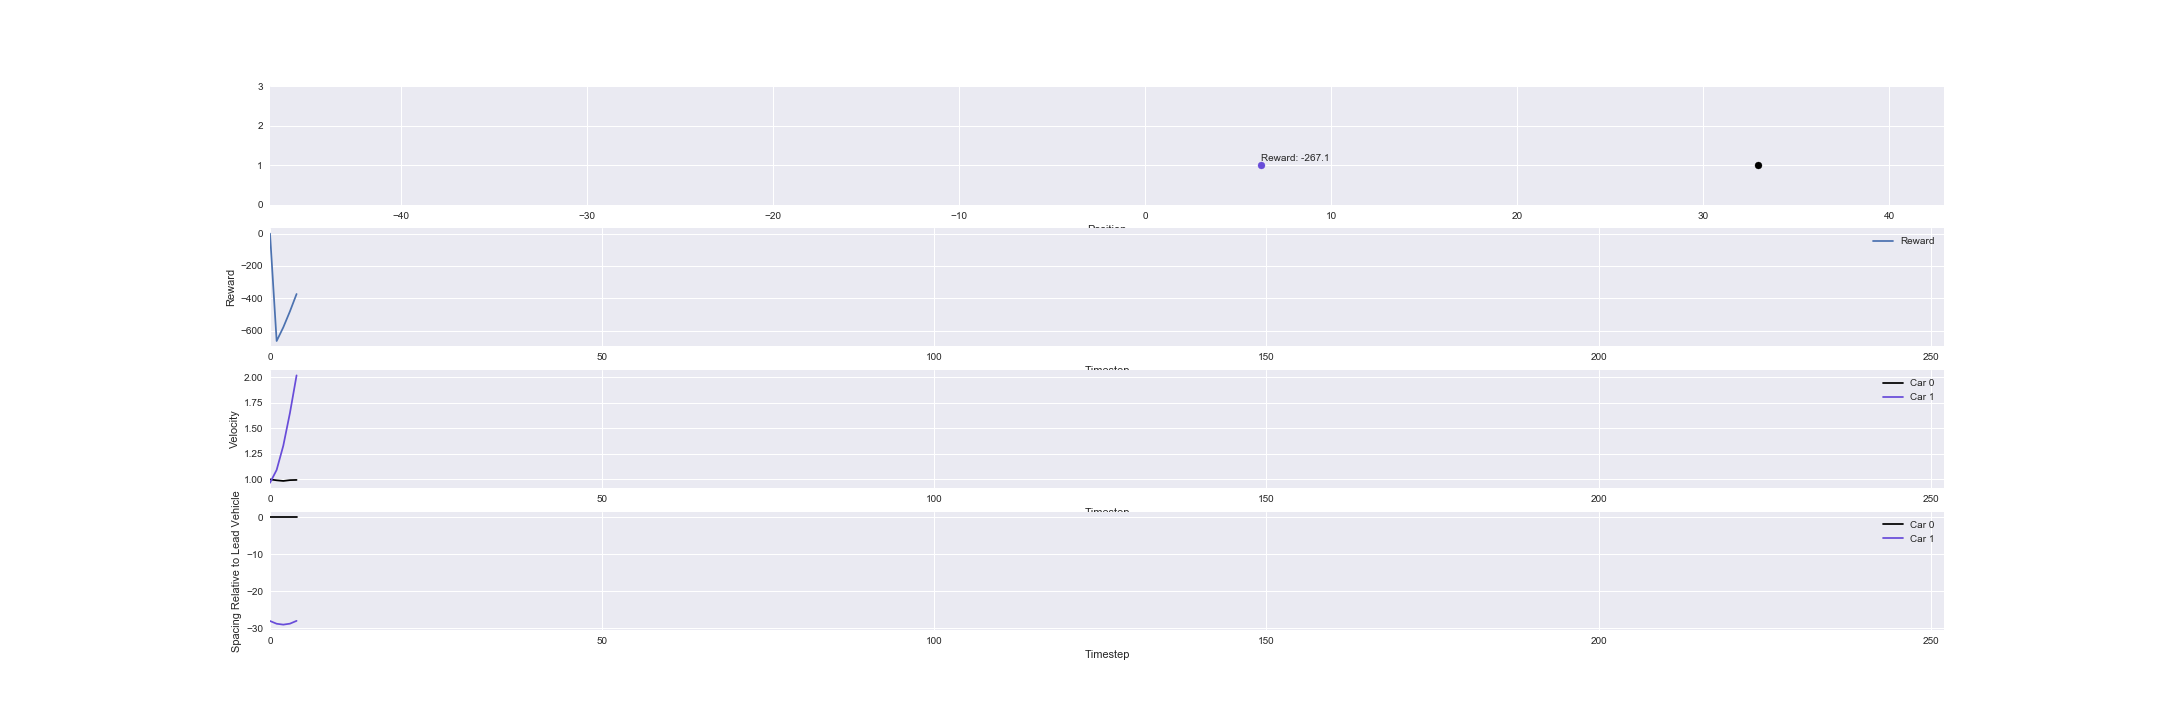 3
2
1
0
Reward: -267.1
−40 −30 −20 −10 0 10 20 30 40
Position
Reward
0
−200
−400
−600
Reward
0 50 100 150 200 250
Timestep
Velocity
2.00
1.75
1.50
1.25
1.00
Car 0
Car 1
0 50 100 150 200 250
Timestep
Spacing Relative to Lead Vehicle
0
−10
−20
−30
Car 0
Car 1
0 50 100 150 200 250
Timestep